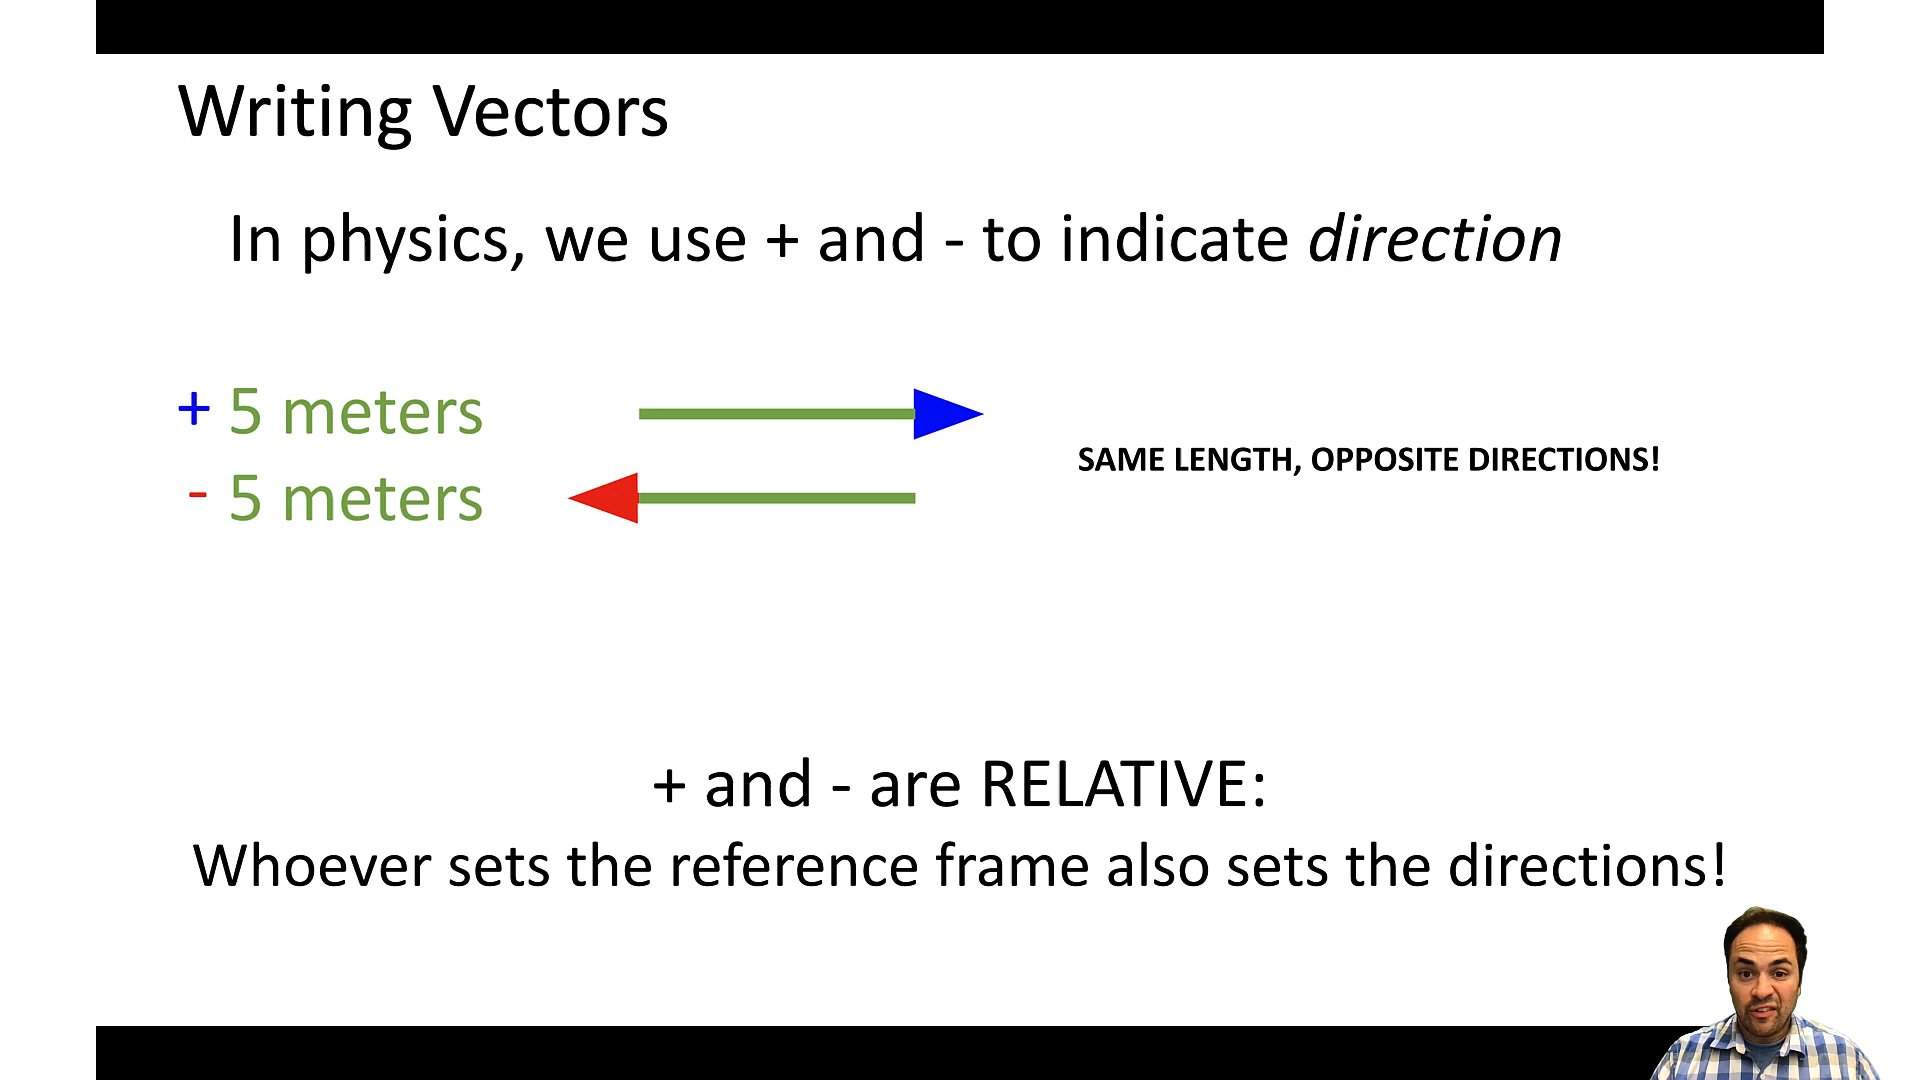 Writing Vectors
In physics, we use + and - to indicate direction
+ 5 meters
- 5 meters
SAME LENGTH, OPPOSITE DIRECTIONS!
+ and - are RELATIVE:
Whoever sets the reference frame also sets the directions!